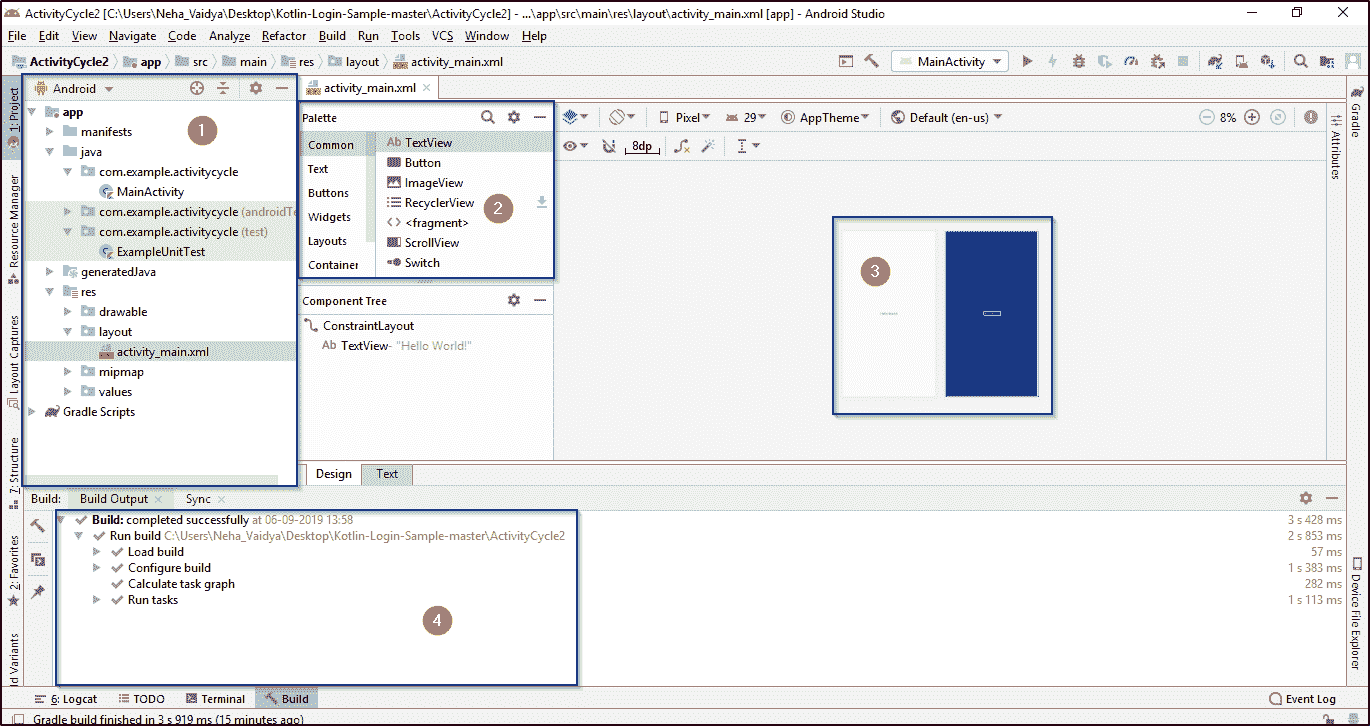 ActivityCycle2 [C:\Users\Neha_Vaidya\Desktop\Kotlin-Login-Sample-master\ActivityCycle2] - ...\app\src\main\res\layout\activity_main.xml [app] - Android Studio
File Edit View Navigate Code Analyze Refactor Build Run Tools VCS Window Help
ActivityCycle2 app src main res layout activity_main.xml MainActivity
1: Project
Resource Manager
Layout Captures
7: Structure
2: Favorites
ld Variants
Android
1
app
manifests
java
com.example.activitycycle
MainActivity
com.example.activitycycle (androidTe
com.example.activitycycle (test)
ExampleUnitTest
generatedJava
res
drawable
layout
activity_main.xml
mipmap
values
Gradle Scripts
activity_main.xml
Palette
Common
Text
Buttons
Widgets
Layouts
Container
Ab TextView
Button
ImageView
RecyclerView
<fragment>
ScrollView
Switch
2
Component Tree
ConstraintLayout
Ab TextView- "Hello World!"
Pixel 29 AppTheme Default (en-us) 8%
8dp
3
Gradle
Attributes
Device File Explorer
Design Text
Build: Build Output Sync
Build: completed successfully at 06-09-2019 13:58 3 s 428 ms
Run build C:\Users\Neha_Vaidya\Desktop\Kotlin-Login-Sample-master\ActivityCycle2 2 s 853 ms
Load build 57 ms
Configure build 1 s 383 ms
Calculate task graph 282 ms
Run tasks 1 s 113 ms
4
6: Logcat TODO Terminal Build Event Log
Gradle build finished in 3 s 919 ms (15 minutes ago)